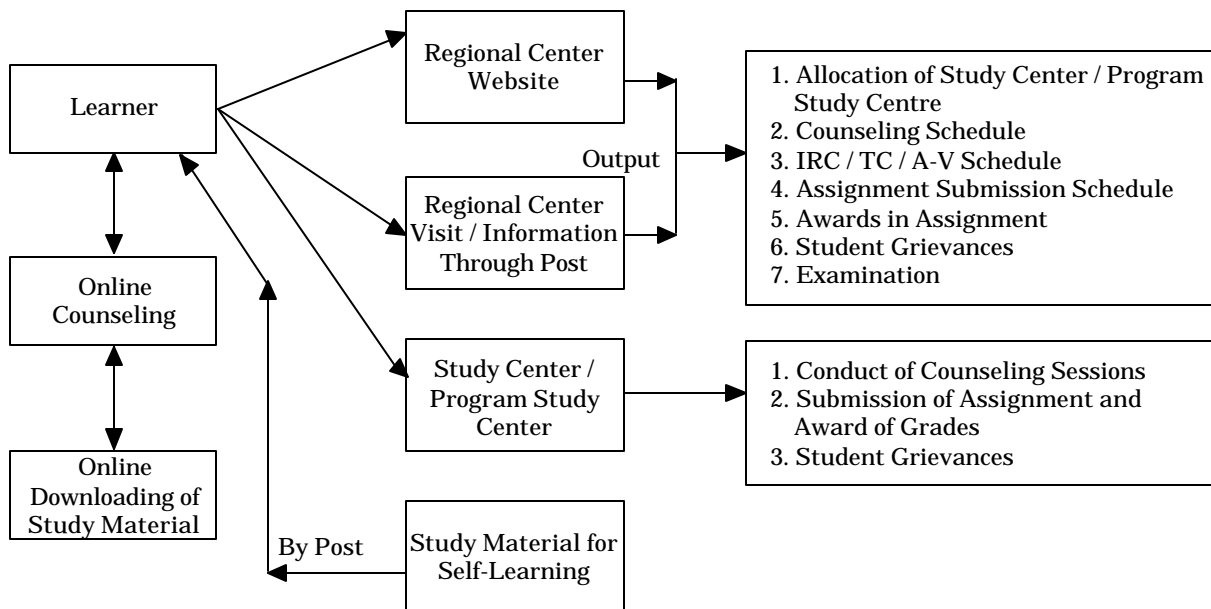 Learner
Online
Counseling
Online
Downloading of
Study Material
Regional Center
Website
Regional Center
Visit / Information
Through Post
Study Center /
Program Study
Center
By Post
Study Material for
Self-Learning
Output
1. Allocation of Study Center / Program
Study Centre
2. Counseling Schedule
3. IRC / TC / A-V Schedule
4. Assignment Submission Schedule
5. Awards in Assignment
6. Student Grievances
7. Examination
1. Conduct of Counseling Sessions
2. Submission of Assignment and
Award of Grades
3. Student Grievances